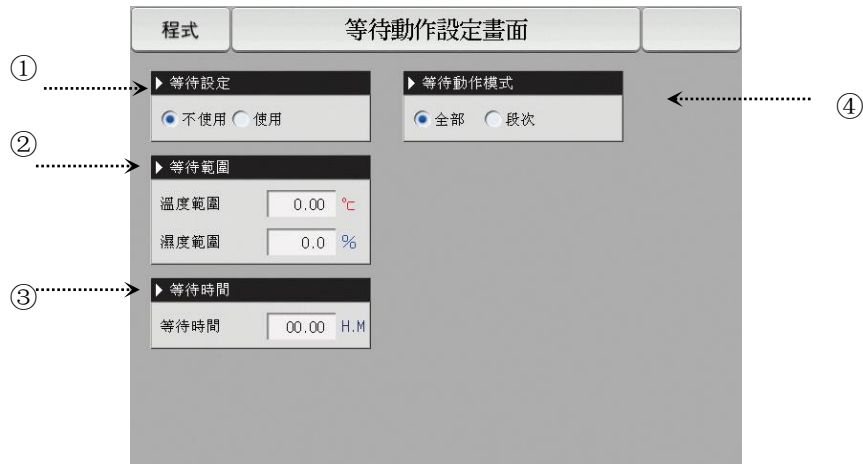 程式
等待動作設定畫面
①
▶ 等待設定
不使用 使用
②
▶ 等待範圍
溫度範圍 0.00 ℃
濕度範圍 0.0 %
③
▶ 等待時間
等待時間 00.00 H.M
▶ 等待動作模式
全部 段次
④